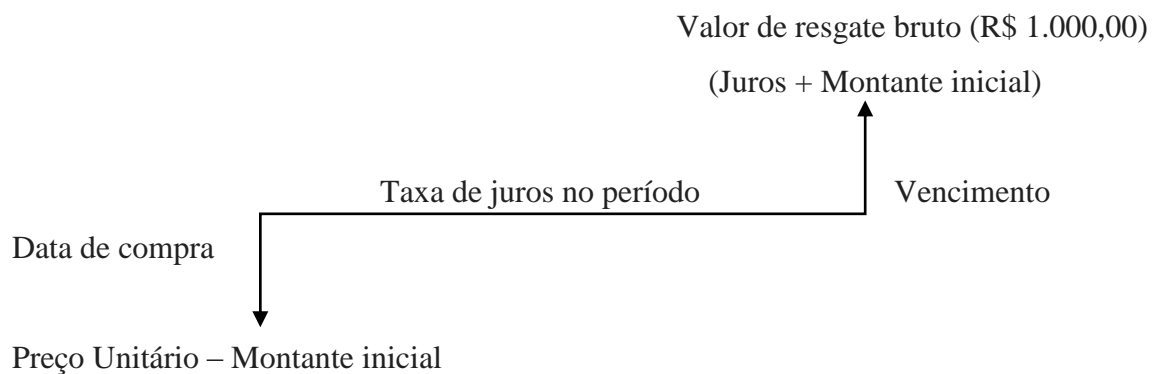 Valor de resgate bruto (R$ 1.000,00)
(Juros + Montante inicial)
Taxa de juros no período
Vencimento
Data de compra
Preço Unitário – Montante inicial